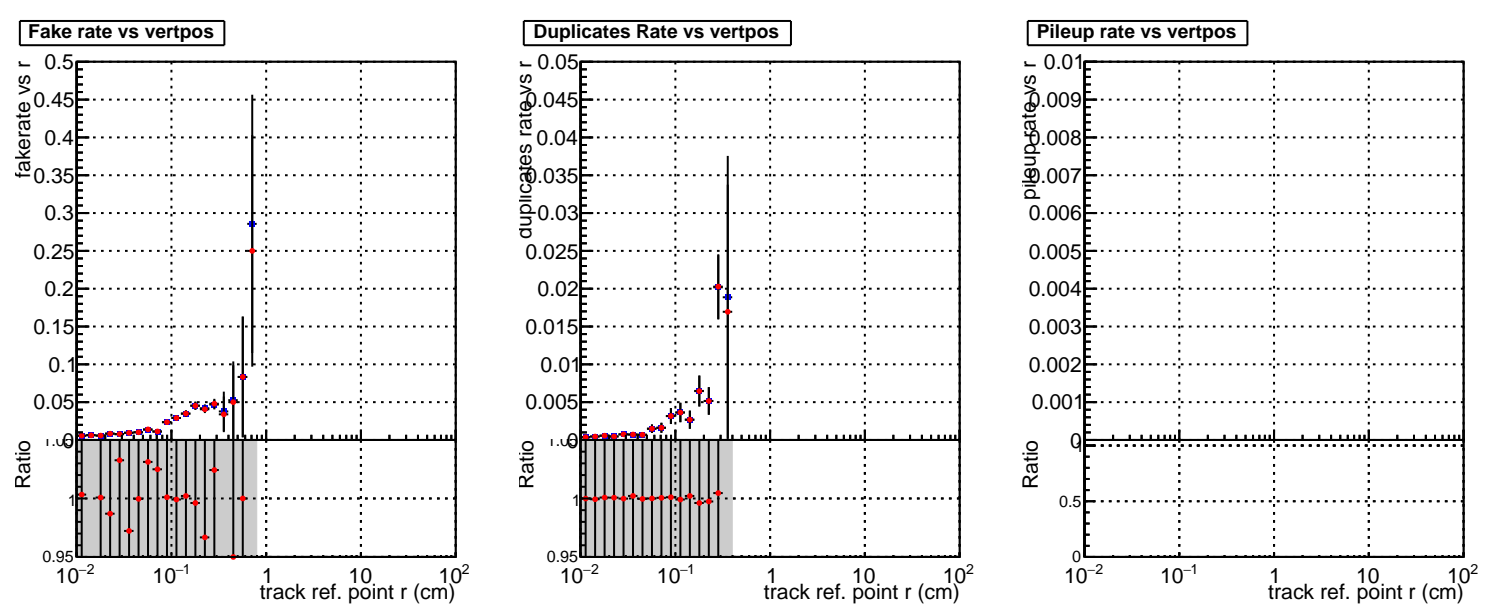 Fake rate vs vertpos
fakerate vs r
0.5
0.45
0.4
0.35
0.3
0.25
0.2
0.15
0.1
0.05
0
Ratio
1
0.95
10⁻² 10⁻¹ 1 10 10²
track ref. point r (cm)
Duplicates Rate vs vertpos
duplicates rate vs r
0.05
0.045
0.04
0.035
0.03
0.025
0.02
0.015
0.01
0.005
0
Ratio
1
0.95
10⁻² 10⁻¹ 1 10 10²
track ref. point r (cm)
Pileup rate vs vertpos
pileup rate vs r
0.01
0.009
0.008
0.007
0.006
0.005
0.004
0.003
0.002
0.001
0
Ratio
1
0.5
0
10⁻² 10⁻¹ 1 10 10²
track ref. point r (cm)